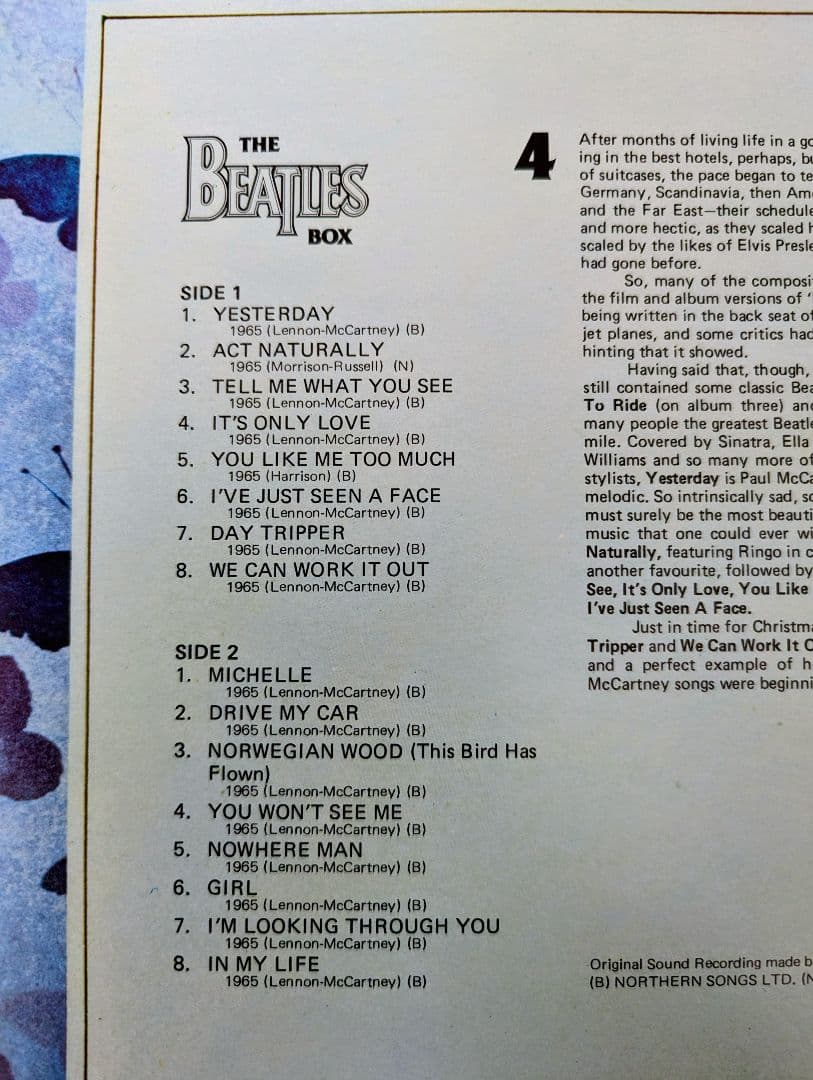 THE
BEATLES
BOX
SIDE 1
1. YESTERDAY
1965 (Lennon-McCartney) (B)
2. ACT NATURALLY
1965 (Morrison-Russell) (N)
3. TELL ME WHAT YOU SEE
1965 (Lennon-McCartney) (B)
4. IT'S ONLY LOVE
1965 (Lennon-McCartney) (B)
5. YOU LIKE ME TOO MUCH
1965 (Harrison) (B)
6. I'VE JUST SEEN A FACE
1965 (Lennon-McCartney) (B)
7. DAY TRIPPER
1965 (Lennon-McCartney) (B)
8. WE CAN WORK IT OUT
1965 (Lennon-McCartney) (B)
SIDE 2
1. MICHELLE
1965 (Lennon-McCartney) (B)
2. DRIVE MY CAR
1965 (Lennon-McCartney) (B)
3. NORWEGIAN WOOD (This Bird Has
Flown)
1965 (Lennon-McCartney) (B)
4. YOU WON'T SEE ME
1965 (Lennon-McCartney) (B)
5. NOWHERE MAN
1965 (Lennon-McCartney) (B)
6. GIRL
1965 (Lennon-McCartney) (B)
7. I'M LOOKING THROUGH YOU
1965 (Lennon-McCartney) (B)
8. IN MY LIFE
1965 (Lennon-McCartney) (B)
4
After months of living life in a
ing in the best hotels, perhaps,
of suitcases, the pace began to
Germany, Scandinavia, then
and the Far East—their
and more hectic, as they scaled
scaled by the likes of Elvis
had gone before.
So, many of the
the film and album versions of
being written in the back seat
jet planes, and some critics had
hinting that it showed.
Having said that, though,
still contained some classic
To Ride (on album three)
many people the greatest
mile. Covered by Sinatra, Ella
Williams and so many more
stylists, Yesterday is Paul
melodic. So intrinsically sad,
must surely be the most
music that one could ever
Naturally, featuring Ringo in
another favourite, followed by
See, It's Only Love, You Like
I've Just Seen A Face.
Just in time for
Tripper and We Can Work It
and a perfect example of
McCartney songs were
Original Sound Recording made
(B) NORTHERN SONGS LTD.